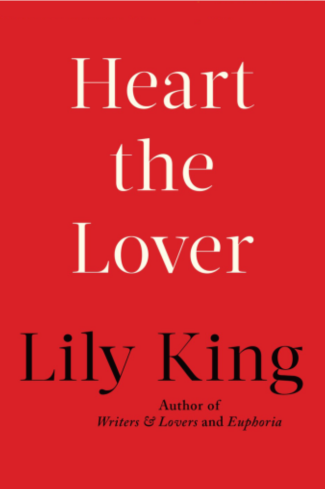 Heart
the
Lover
Lily King
Author of
Writers & Lovers and Euphoria